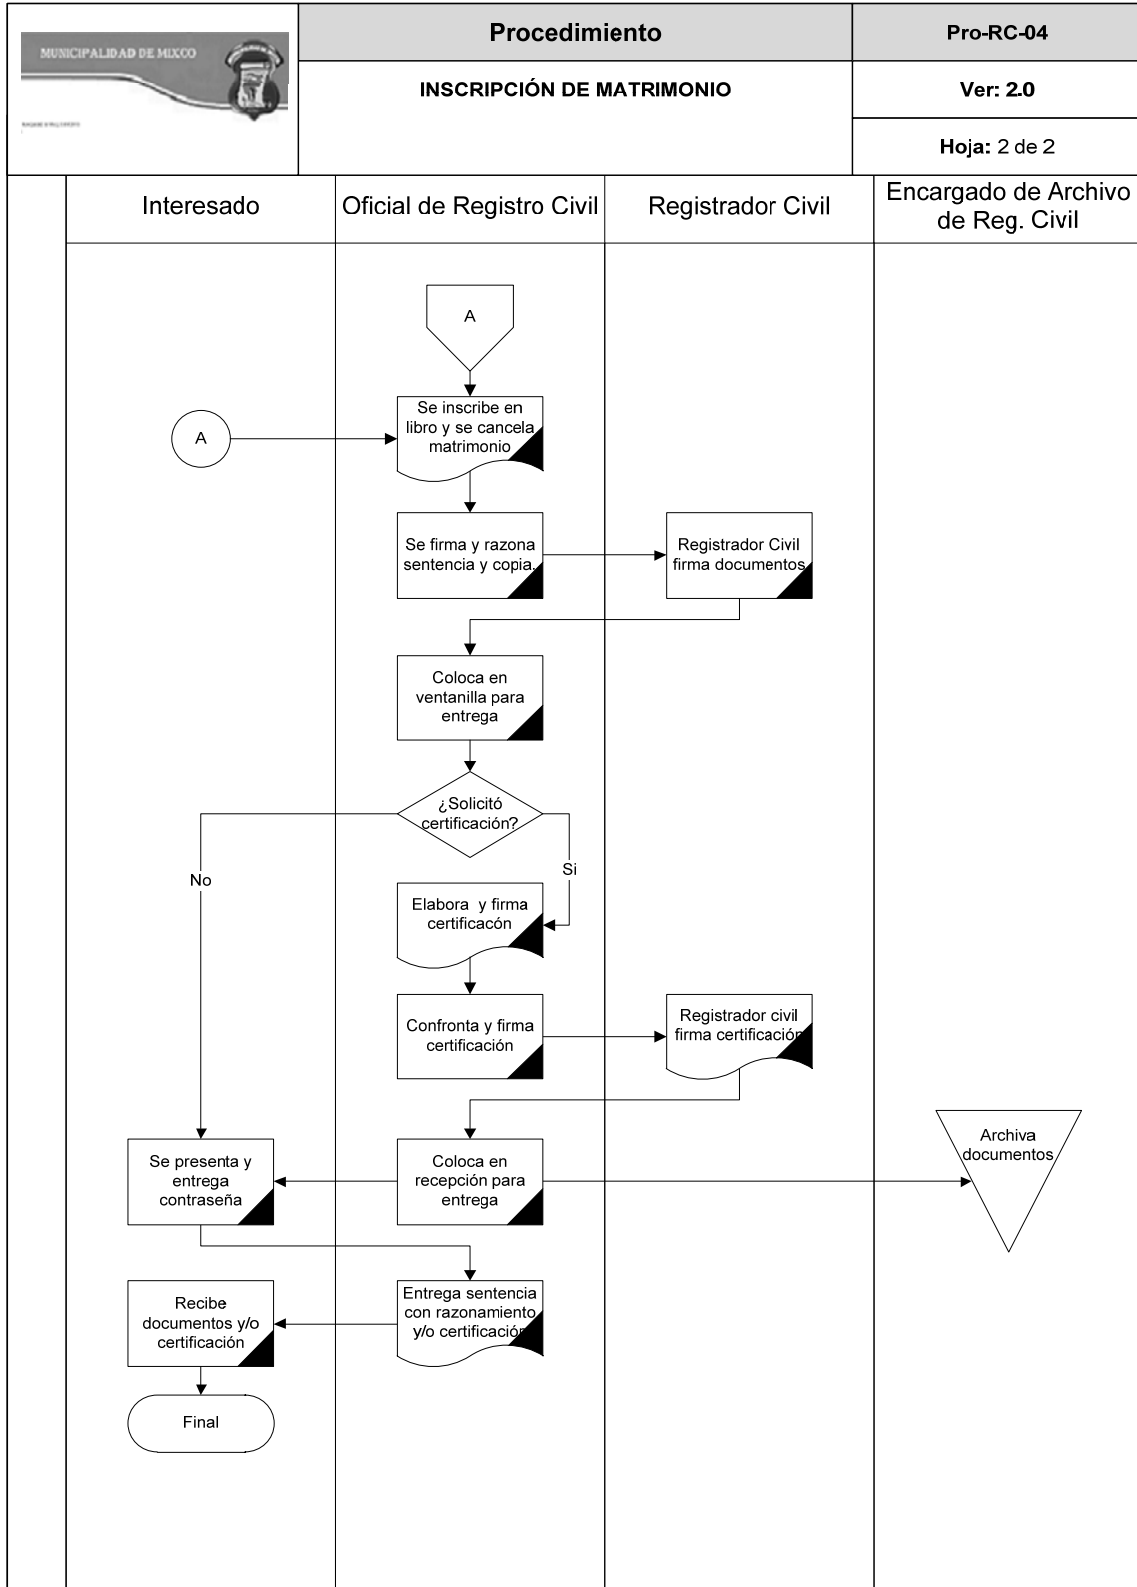 MUNICIPALIDAD DE MIXCO
Procedimiento
Pro-RC-04
INSCRIPCIÓN DE MATRIMONIO
Ver: 2.0
Hoja: 2 de 2
Interesado
Oficial de Registro Civil
Registrador Civil
Encargado de Archivo
de Reg. Civil
A
Se inscribe en
libro y se cancela
matrimonio
A
Se firma y razona
sentencia y copia.
Registrador Civil
firma documentos
Coloca en
ventanilla para
entrega
¿Solicitó
certificación?
No
Si
Elabora y firma
certificacón
Confronta y firma
certificación
Registrador civil
firma certificación
Se presenta y
entrega
contraseña
Coloca en
recepción para
entrega
Archiva
documentos
Recibe
documentos y/o
certificación
Entrega sentencia
con razonamiento
y/o certificación
Final